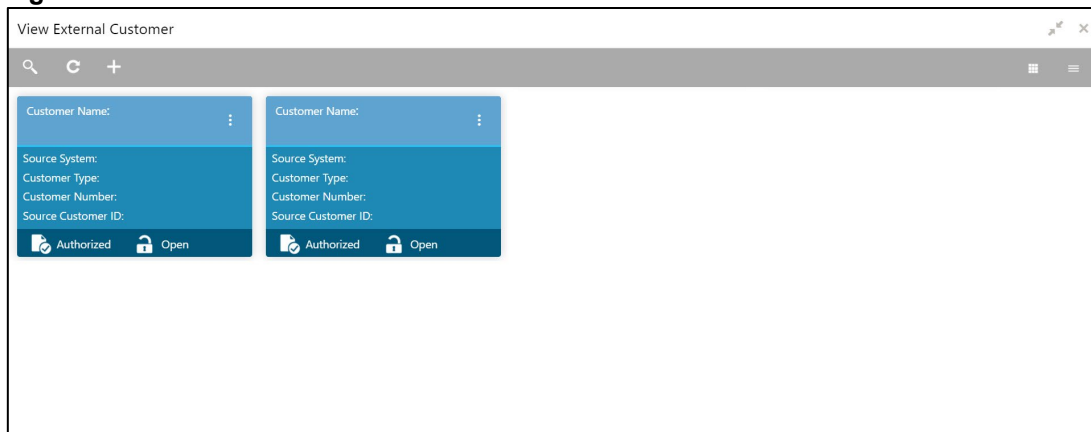 View External Customer
Customer Name:
Source System:
Customer Type:
Customer Number:
Source Customer ID:
Authorized Open
Customer Name:
Source System:
Customer Type:
Customer Number:
Source Customer ID:
Authorized Open